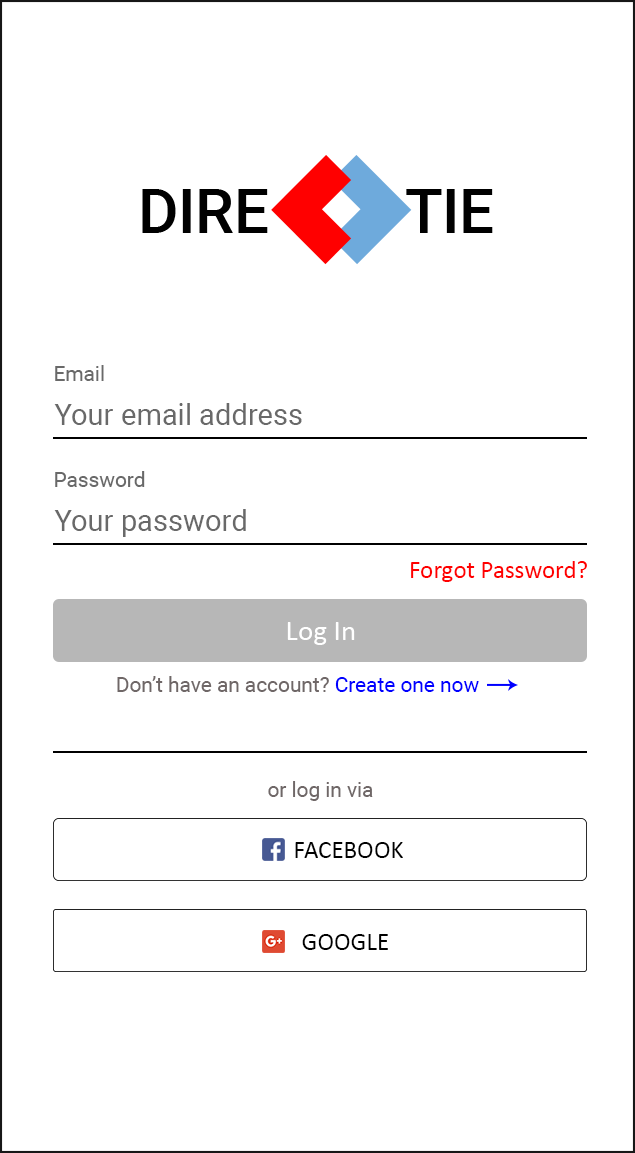 DIRE TIE
Email
Your email address
Password
Your password
Forgot Password?
Log In
Don’t have an account? Create one now →
or log in via
FACEBOOK
G+ GOOGLE